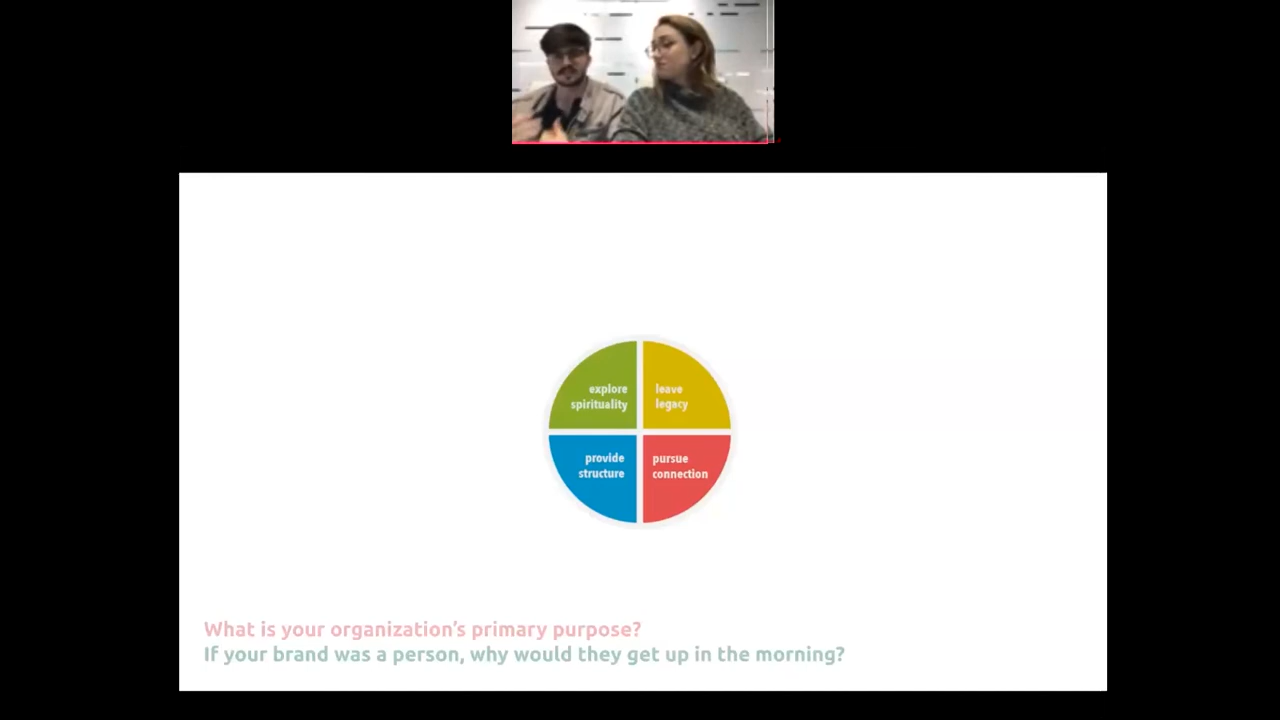 explore
spirituality
leave
legacy
provide
structure
pursue
connection
What is your organization's primary purpose?
If your brand was a person, why would they get up in the morning?